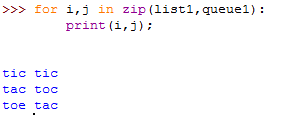 >>> for i,j in zip(list1,queue1):
print(i,j);
tic tic
tac toc
toe tac